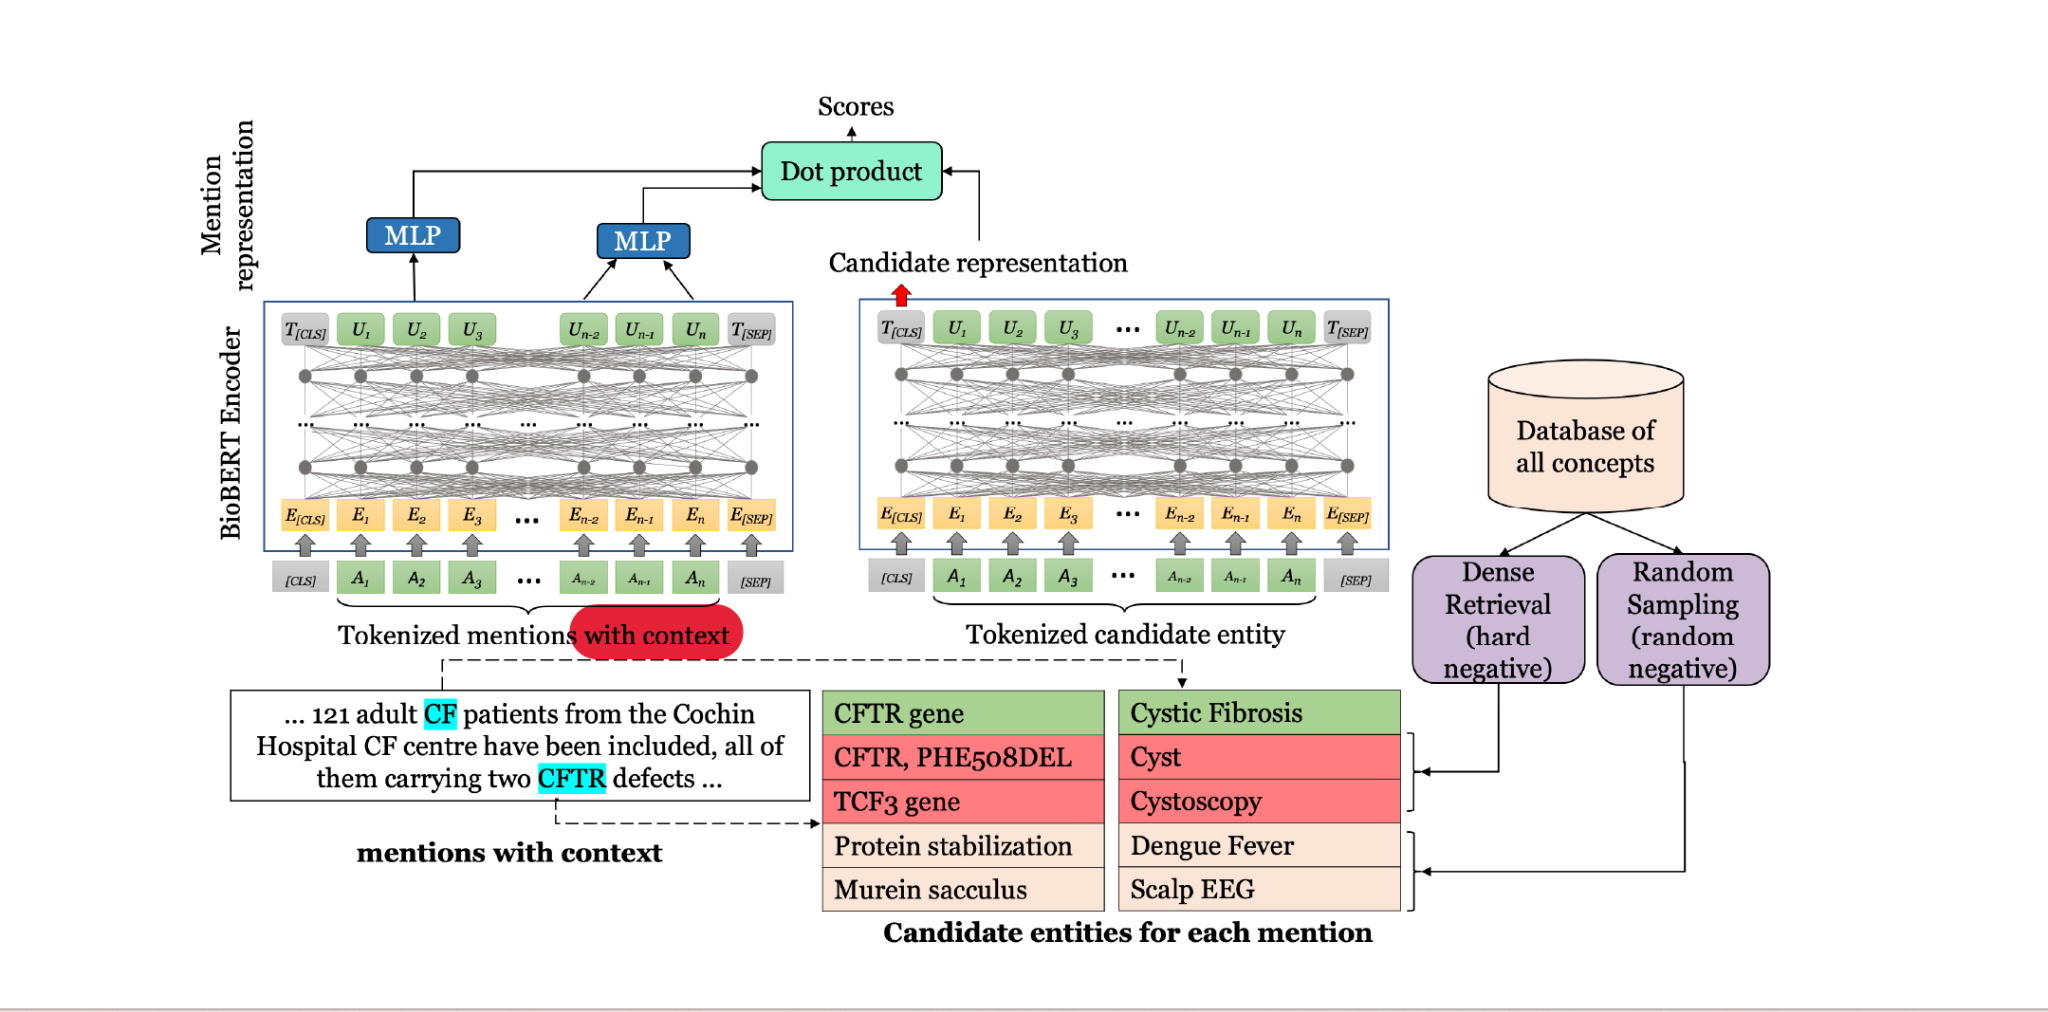 Scores
Dot product
Mention
representation
MLP
MLP
Candidate representation
BioBERT Encoder
T[CLS] U1 U2 U3 Un-2 Un-1 Un T[SEP]
... ... ... ... ... ... ... ... ...
E[CLS] E1 E2 E3 ... En-2 En-1 En E[SEP]
[CLS] A1 A2 A3 ... An-2 An-1 An [SEP]
Tokenized mentions with context
T[CLS] U1 U2 U3 ... Un-2 Un-1 Un T[SEP]
... ... ... ... ... ... ... ... ...
E[CLS] E1 E2 E3 ... En-2 En-1 En E[SEP]
[CLS] A1 A2 A3 ... An-2 An-1 An [SEP]
Tokenized candidate entity
Database of
all concepts
Dense
Retrieval
(hard
negative)
Random
Sampling
(random
negative)
... 121 adult CF patients from the Cochin
Hospital CF centre have been included, all of
them carrying two CFTR defects ...
mentions with context
CFTR gene
CFTR, PHE508DEL
TCF3 gene
Protein stabilization
Murein sacculus
Cystic Fibrosis
Cyst
Cystoscopy
Dengue Fever
Scalp EEG
Candidate entities for each mention